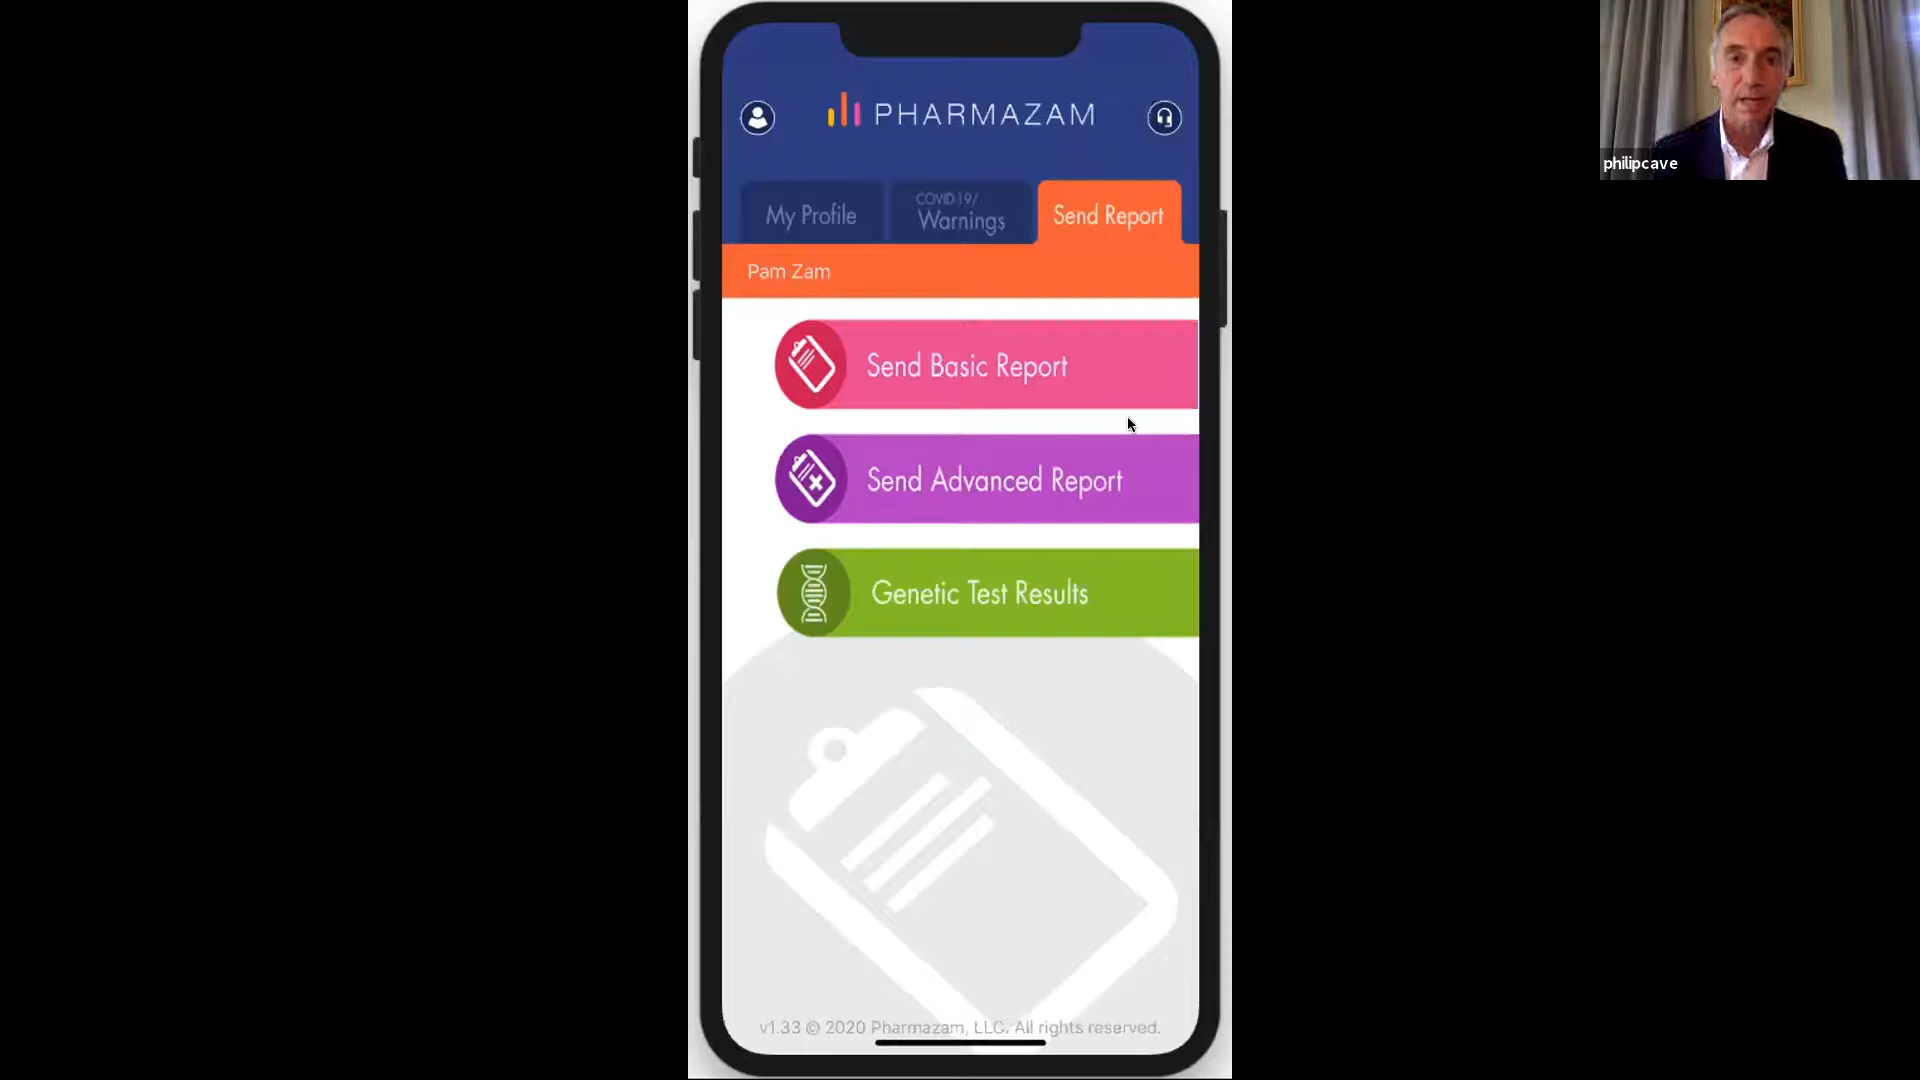 PHARMAZAM
My Profile
COVID-19/
Warnings
Send Report
Pam Zam
Send Basic Report
Send Advanced Report
Genetic Test Results
v1.33 © 2020 Pharmazam, LLC. All rights reserved.
philipcave